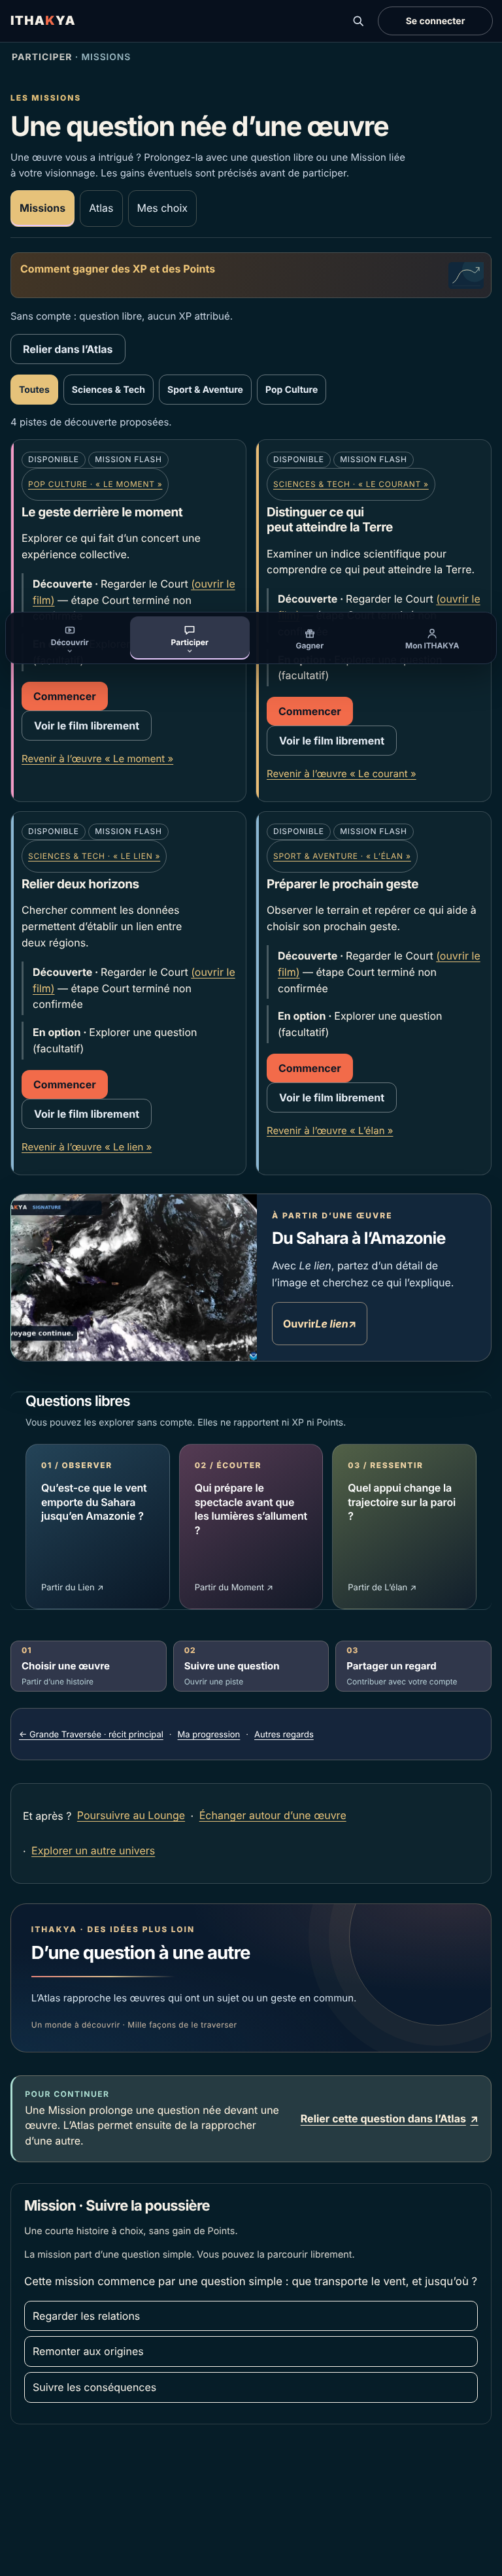 ITHAKYA
Se connecter
PARTICIPER · MISSIONS
LES MISSIONS
Une question née d’une œuvre
Une œuvre vous a intrigué ? Prolongez-la avec une question libre ou une Mission liée
à votre visionnage. Les gains éventuels sont précisés avant de participer.
Missions
Atlas
Mes choix
Comment gagner des XP et des Points
Sans compte : question libre, aucun XP attribué.
Relier dans l’Atlas
Toutes
Sciences & Tech
Sport & Aventure
Pop Culture
4 pistes de découverte proposées.
DISPONIBLE
MISSION FLASH
POP CULTURE · « LE MOMENT »
Le geste derrière le moment
Explorer ce qui fait d’un concert une
expérience collective.
Découverte · Regarder le Court (ouvrir le
film) — étape Court terminé non
Commencer
Voir le film librement
Revenir à l’œuvre « Le moment »
DISPONIBLE
MISSION FLASH
SCIENCES & TECH · « LE COURANT »
Distinguer ce qui
peut atteindre la Terre
Examiner un indice scientifique pour
comprendre ce qui peut atteindre la Terre.
Découverte · Regarder le Court (ouvrir le
(facultatif)
Commencer
Voir le film librement
Revenir à l’œuvre « Le courant »
Découvrir
Participer
Gagner
Mon ITHAKYA
DISPONIBLE
MISSION FLASH
SCIENCES & TECH · « LE LIEN »
Relier deux horizons
Chercher comment les données
permettent d’établir un lien entre
deux régions.
Découverte · Regarder le Court (ouvrir le
film) — étape Court terminé non
confirmée
En option · Explorer une question
(facultatif)
Commencer
Voir le film librement
Revenir à l’œuvre « Le lien »
DISPONIBLE
MISSION FLASH
SPORT & AVENTURE · « L’ÉLAN »
Préparer le prochain geste
Observer le terrain et repérer ce qui aide à
choisir son prochain geste.
Découverte · Regarder le Court (ouvrir le
film) — étape Court terminé non
confirmée
En option · Explorer une question
(facultatif)
Commencer
Voir le film librement
Revenir à l’œuvre « L’élan »
AKYA SIGNATURE
voyage continue.
À PARTIR D’UNE ŒUVRE
Du Sahara à l’Amazonie
Avec Le lien, partez d’un détail de
l’image et cherchez ce qui l’explique.
OuvrirLe lien↗
Questions libres
Vous pouvez les explorer sans compte. Elles ne rapportent ni XP ni Points.
01 / OBSERVER
Qu’est-ce que le vent
emporte du Sahara
jusqu’en Amazonie ?
Partir du Lien ↗
02 / ÉCOUTER
Qui prépare le
spectacle avant que
les lumières s’allument
?
Partir du Moment ↗
03 / RESSENTIR
Quel appui change la
trajectoire sur la paroi
?
Partir de L’élan ↗
01
Choisir une œuvre
Partir d’une histoire
02
Suivre une question
Ouvrir une piste
03
Partager un regard
Contribuer avec votre compte
← Grande Traversée · récit principal · Ma progression · Autres regards
Et après ? Poursuivre au Lounge · Échanger autour d’une œuvre
· Explorer un autre univers
ITHAKYA · DES IDÉES PLUS LOIN
D’une question à une autre
L’Atlas rapproche les œuvres qui ont un sujet ou un geste en commun.
Un monde à découvrir · Mille façons de le traverser
POUR CONTINUER
Une Mission prolonge une question née devant une
œuvre. L’Atlas permet ensuite de la rapprocher
d’une autre.
Relier cette question dans l’Atlas ↗
Mission · Suivre la poussière
Une courte histoire à choix, sans gain de Points.
La mission part d’une question simple. Vous pouvez la parcourir librement.
Cette mission commence par une question simple : que transporte le vent, et jusqu’où ?
Regarder les relations
Remonter aux origines
Suivre les conséquences